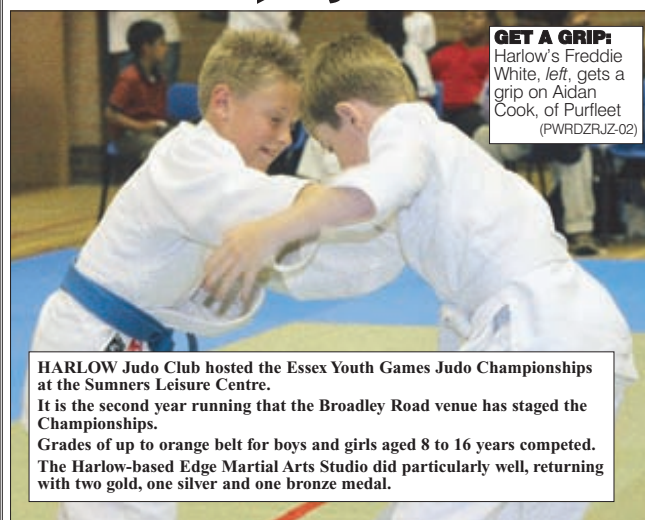 GET A GRIP:
Harlow's Freddie
White, left, gets a
grip on Aidan
Cook, of Purfleet
(PWRDZRJZ-02)
HARLOW Judo Club hosted the Essex Youth Games Judo Championships
at the Sumners Leisure Centre.
It is the second year running that the Broadley Road venue has staged the
Championships.
Grades of up to orange belt for boys and girls aged 8 to 16 years competed.
The Harlow-based Edge Martial Arts Studio did particularly well, returning
with two gold, one silver and one bronze medal.